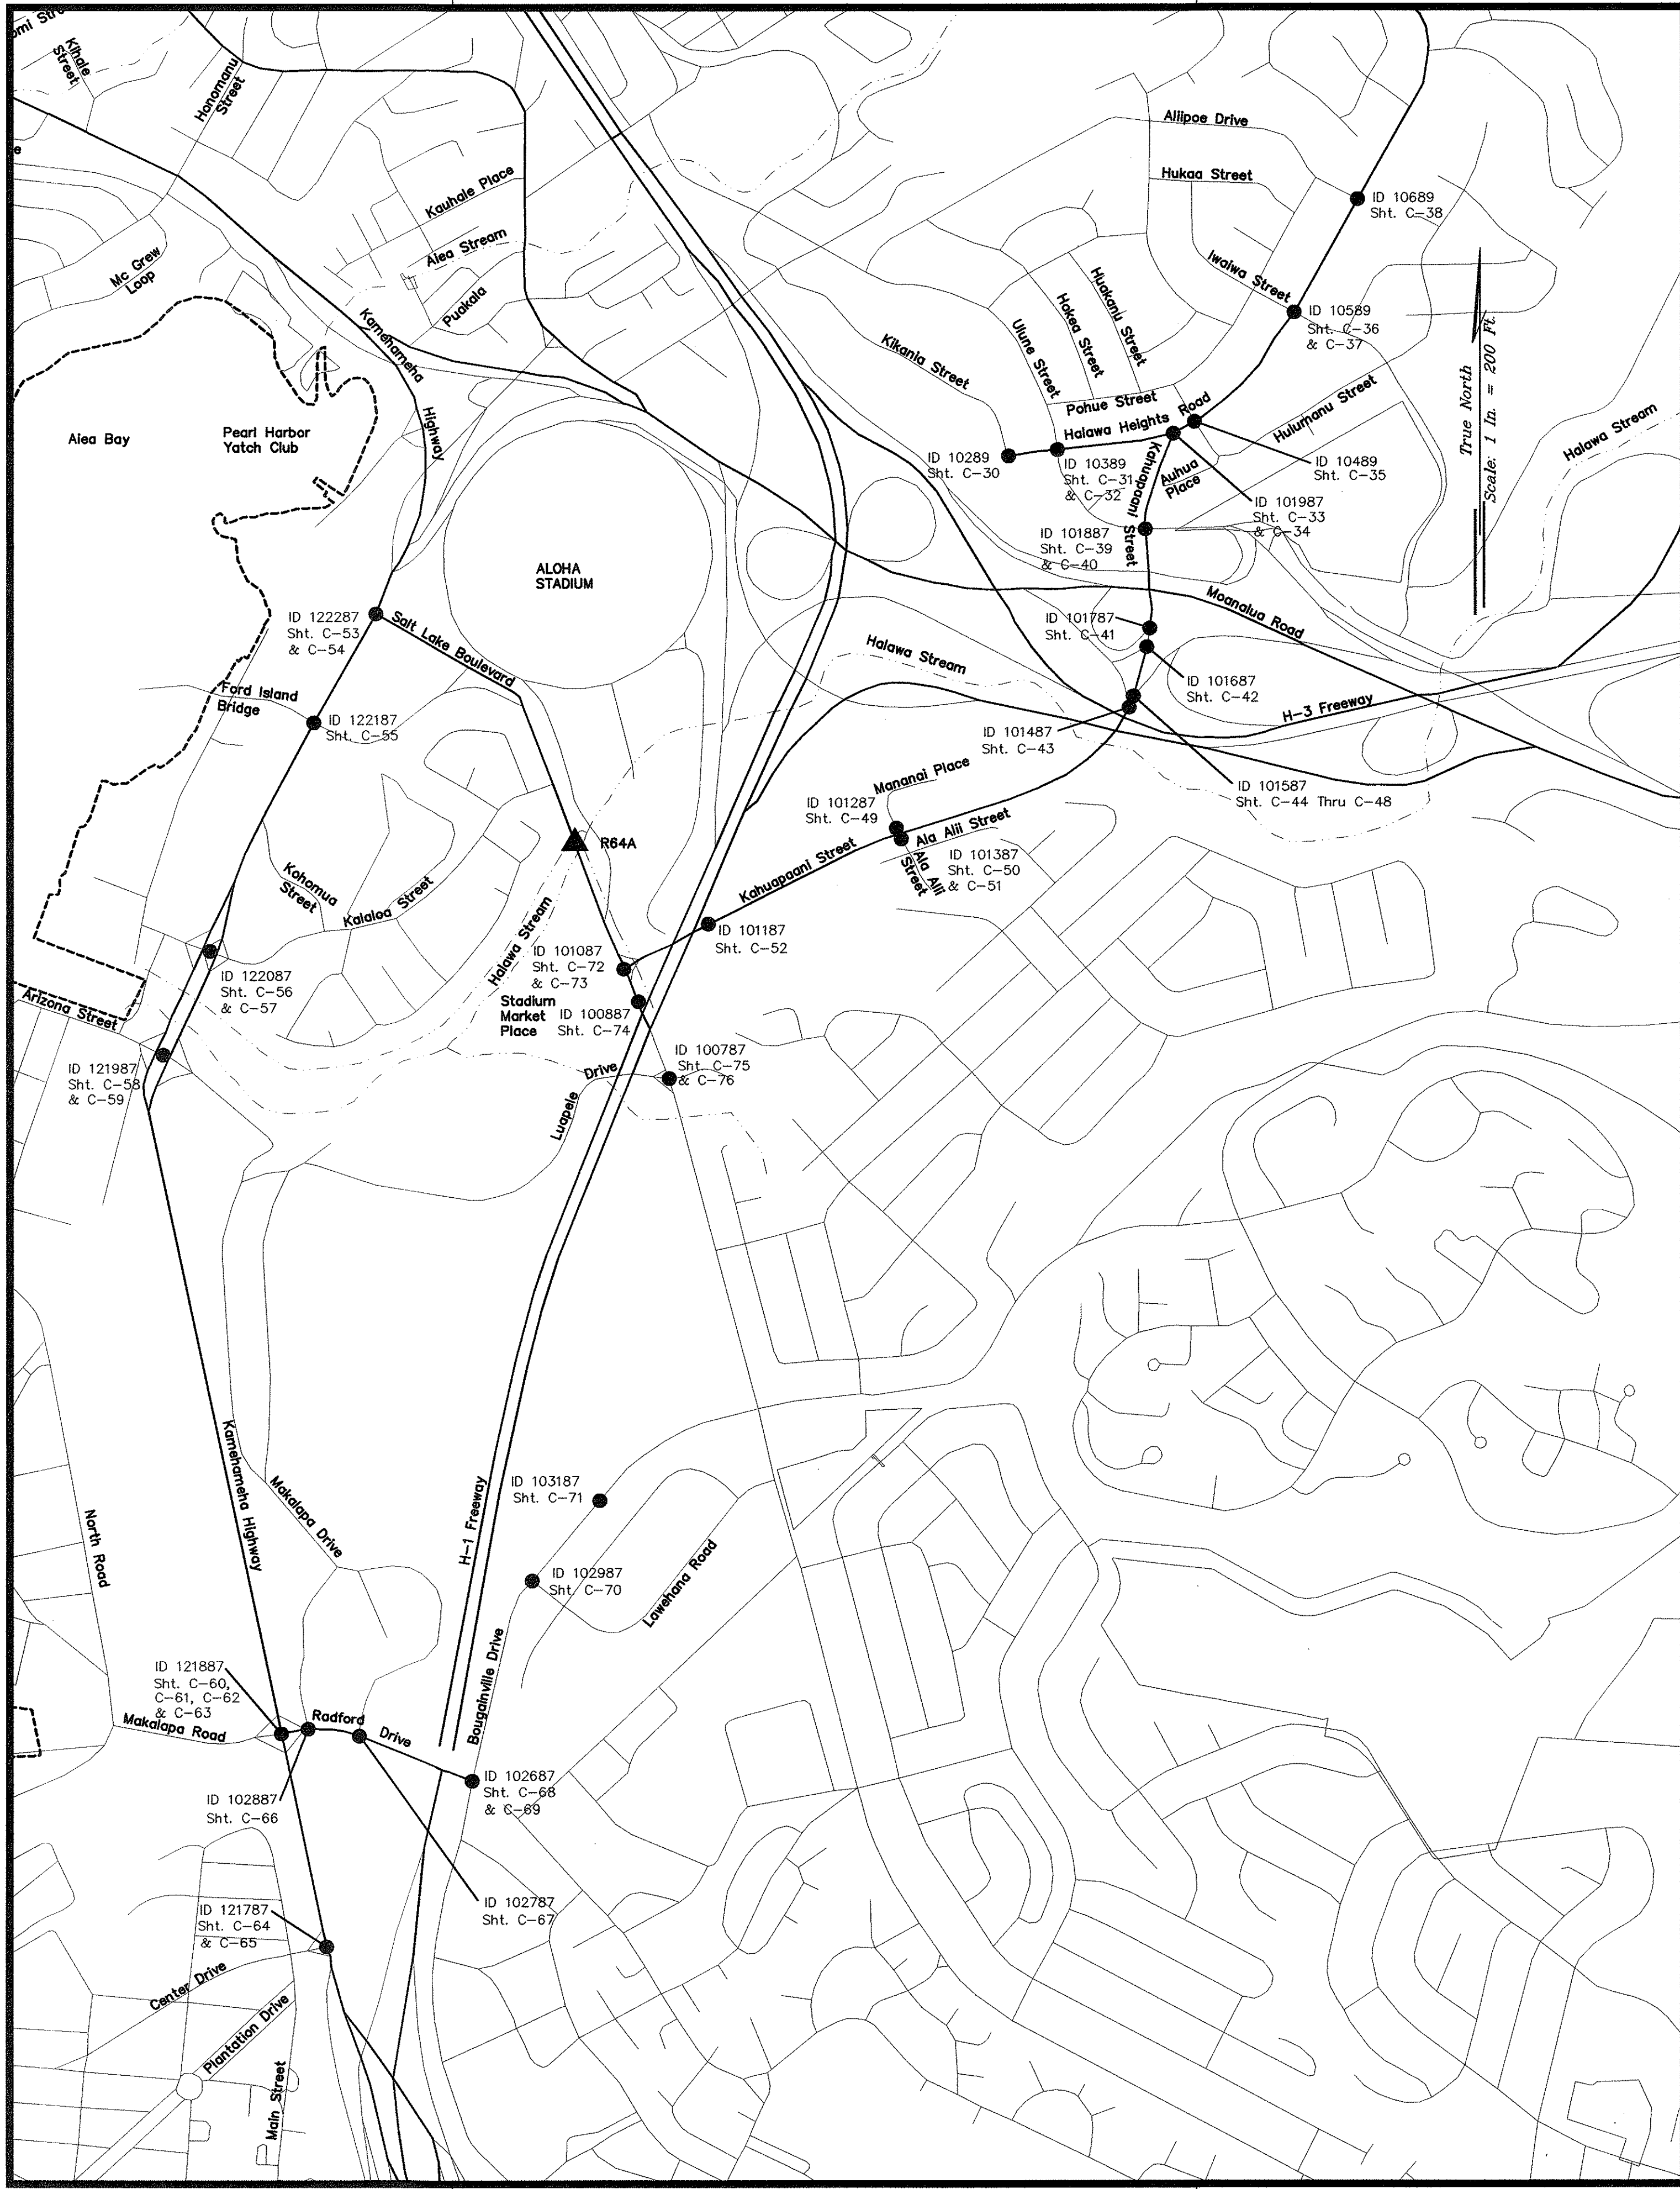 Kihale
Street
Honomanu
Street
e
Kauhale Place
Aiea Stream
Puakala
Mc Grew
Loop
Kamehameha
Highway
Aiea Bay
Pearl Harbor
Yatch Club
ALOHA
STADIUM
Aliipoe Drive
Hukaa Street
ID 10689
Sht. C-38
Iwaiwa Street
ID 10589
Sht. C-36
& C-37
Huakanu Street
Hokea Street
Ulune Street
Kikania Street
Pohue Street
Halawa Heights Road
Hulumanu Street
True North
Scale: 1 In. = 200 Ft.
Halawa Stream
ID 10289
Sht. C-30
ID 10389
Sht. C-31
& C-32
Kahuapaani Street
Auhua
Place
ID 10489
Sht. C-35
ID 101987
Sht. C-33
& C-34
ID 101887
Sht. C-39
& C-40
Moanalua Road
ID 101787
Sht. C-41
ID 101687
Sht. C-42
H-3 Freeway
Halawa Stream
ID 101487
Sht. C-43
ID 101587
Sht. C-44 Thru C-48
ID 122287
Sht. C-53
& C-54
Salt Lake Boulevard
Ford Island
Bridge
ID 122187
Sht. C-55
Mananai Place
ID 101287
Sht. C-49
Ala Alii Street
Ala Alii
Street
ID 101387
Sht. C-50
& C-51
Kahuapaani Street
R64A
Kohomua
Street
Kalaloa Street
Halawa Stream
ID 101187
Sht. C-52
ID 101087
Sht. C-72
& C-73
Stadium
Market
Place
ID 100887
Sht. C-74
ID 122087
Sht. C-56
& C-57
Arizona Street
ID 121987
Sht. C-58
& C-59
ID 100787
Sht. C-75
& C-76
Luapele Drive
Kamehameha Highway
Makalapa Drive
North Road
H-1 Freeway
ID 103187
Sht. C-71
ID 102987
Sht. C-70
Lawehana Road
Bougainville Drive
ID 121887
Sht. C-60,
C-61, C-62
& C-63
Makalapa Road
Radford Drive
ID 102887
Sht. C-66
ID 102687
Sht. C-68
& C-69
ID 102787
Sht. C-67
ID 121787
Sht. C-64
& C-65
Center Drive
Plantation Drive
Main Street